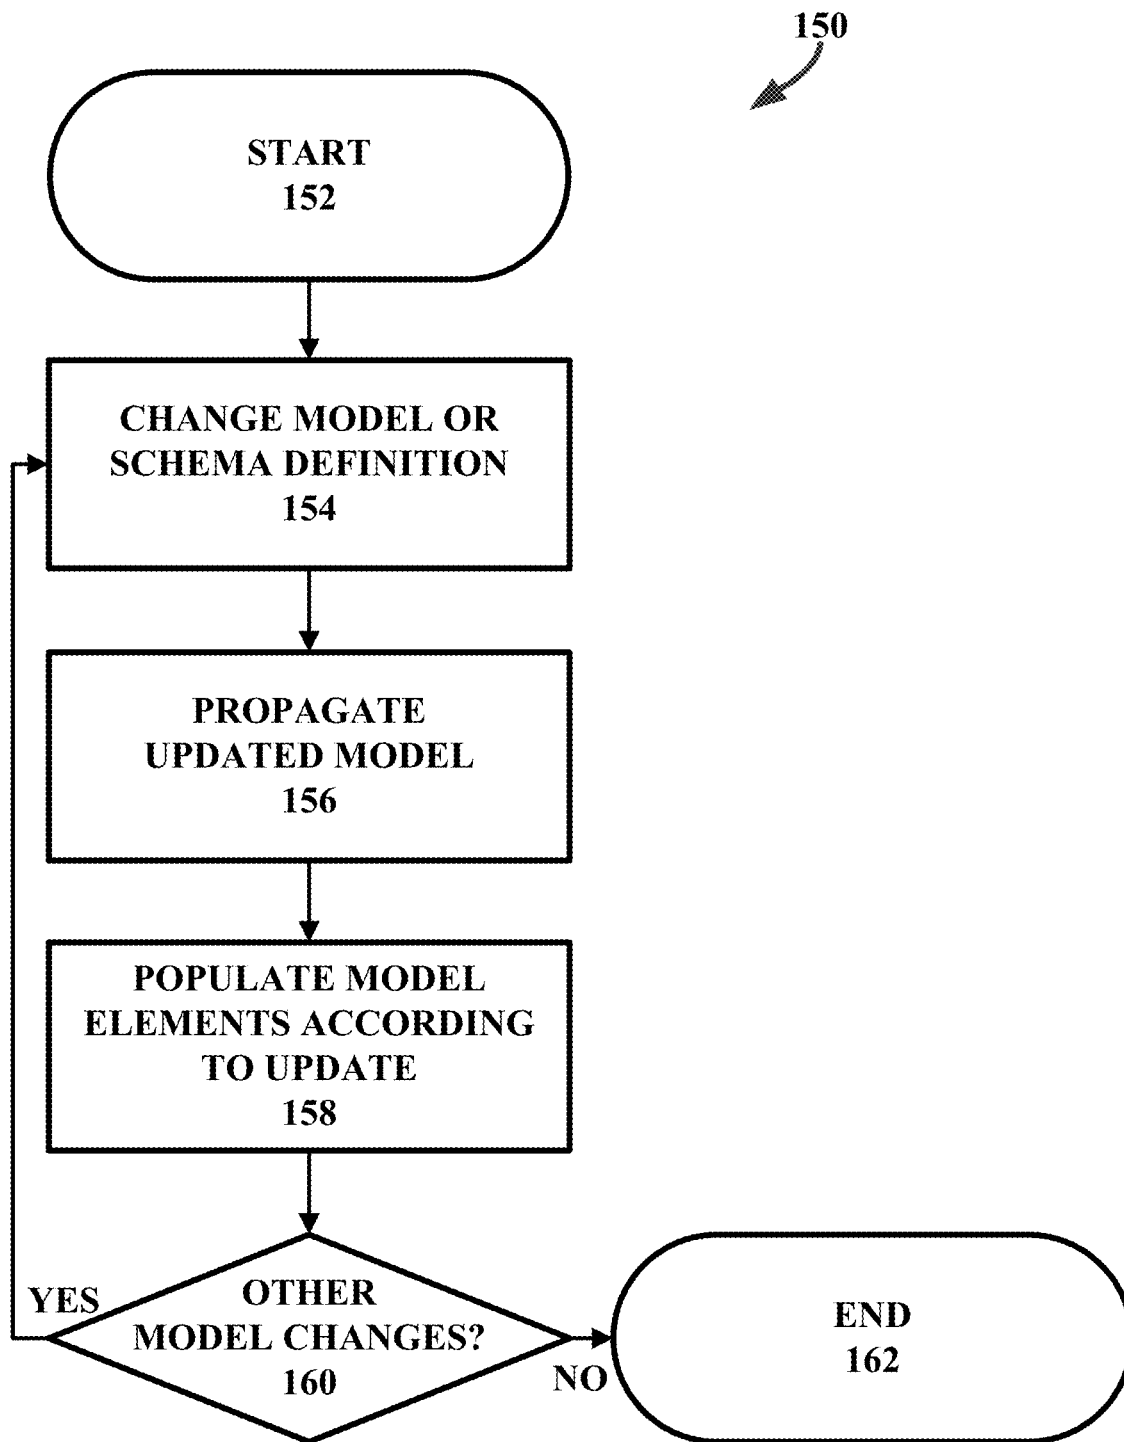 150
START
152
CHANGE MODEL OR
SCHEMA DEFINITION
154
PROPAGATE
UPDATED MODEL
156
POPULATE MODEL
ELEMENTS ACCORDING
TO UPDATE
158
YES
OTHER
MODEL CHANGES?
160
NO
END
162